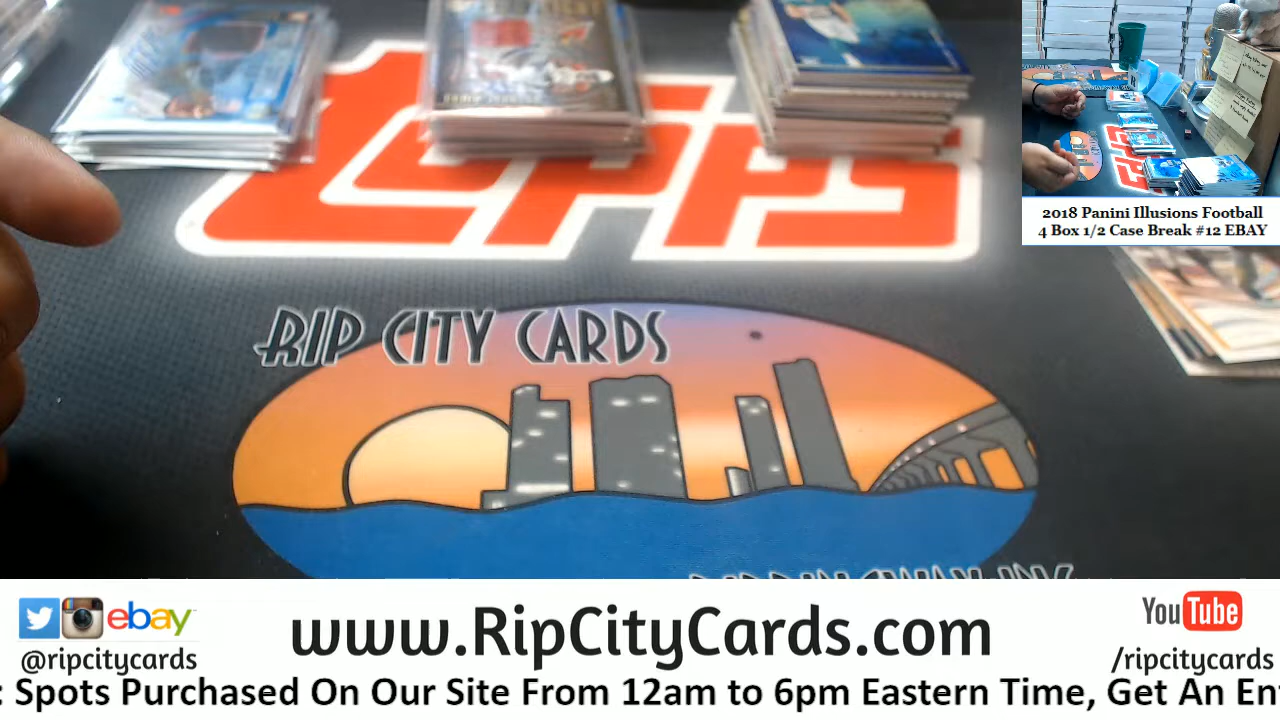 2018 Panini Illusions Football
4 Box 1/2 Case Break #12 EBAY
RIP CITY CARDS
ebay
@ripcitycards
www.RipCityCards.com
YouTube
/ripcitycards
: Spots Purchased On Our Site From 12am to 6pm Eastern Time, Get An En